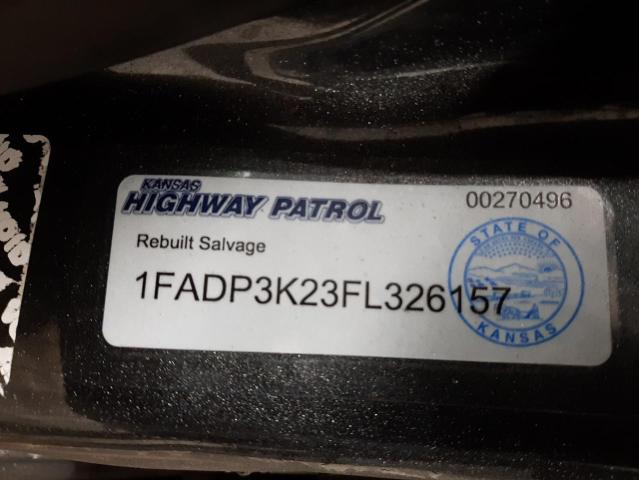 KANSAS
HIGHWAY PATROL
00270496
Rebuilt Salvage
1FADP3K23FL326157
STATE OF
KANSAS